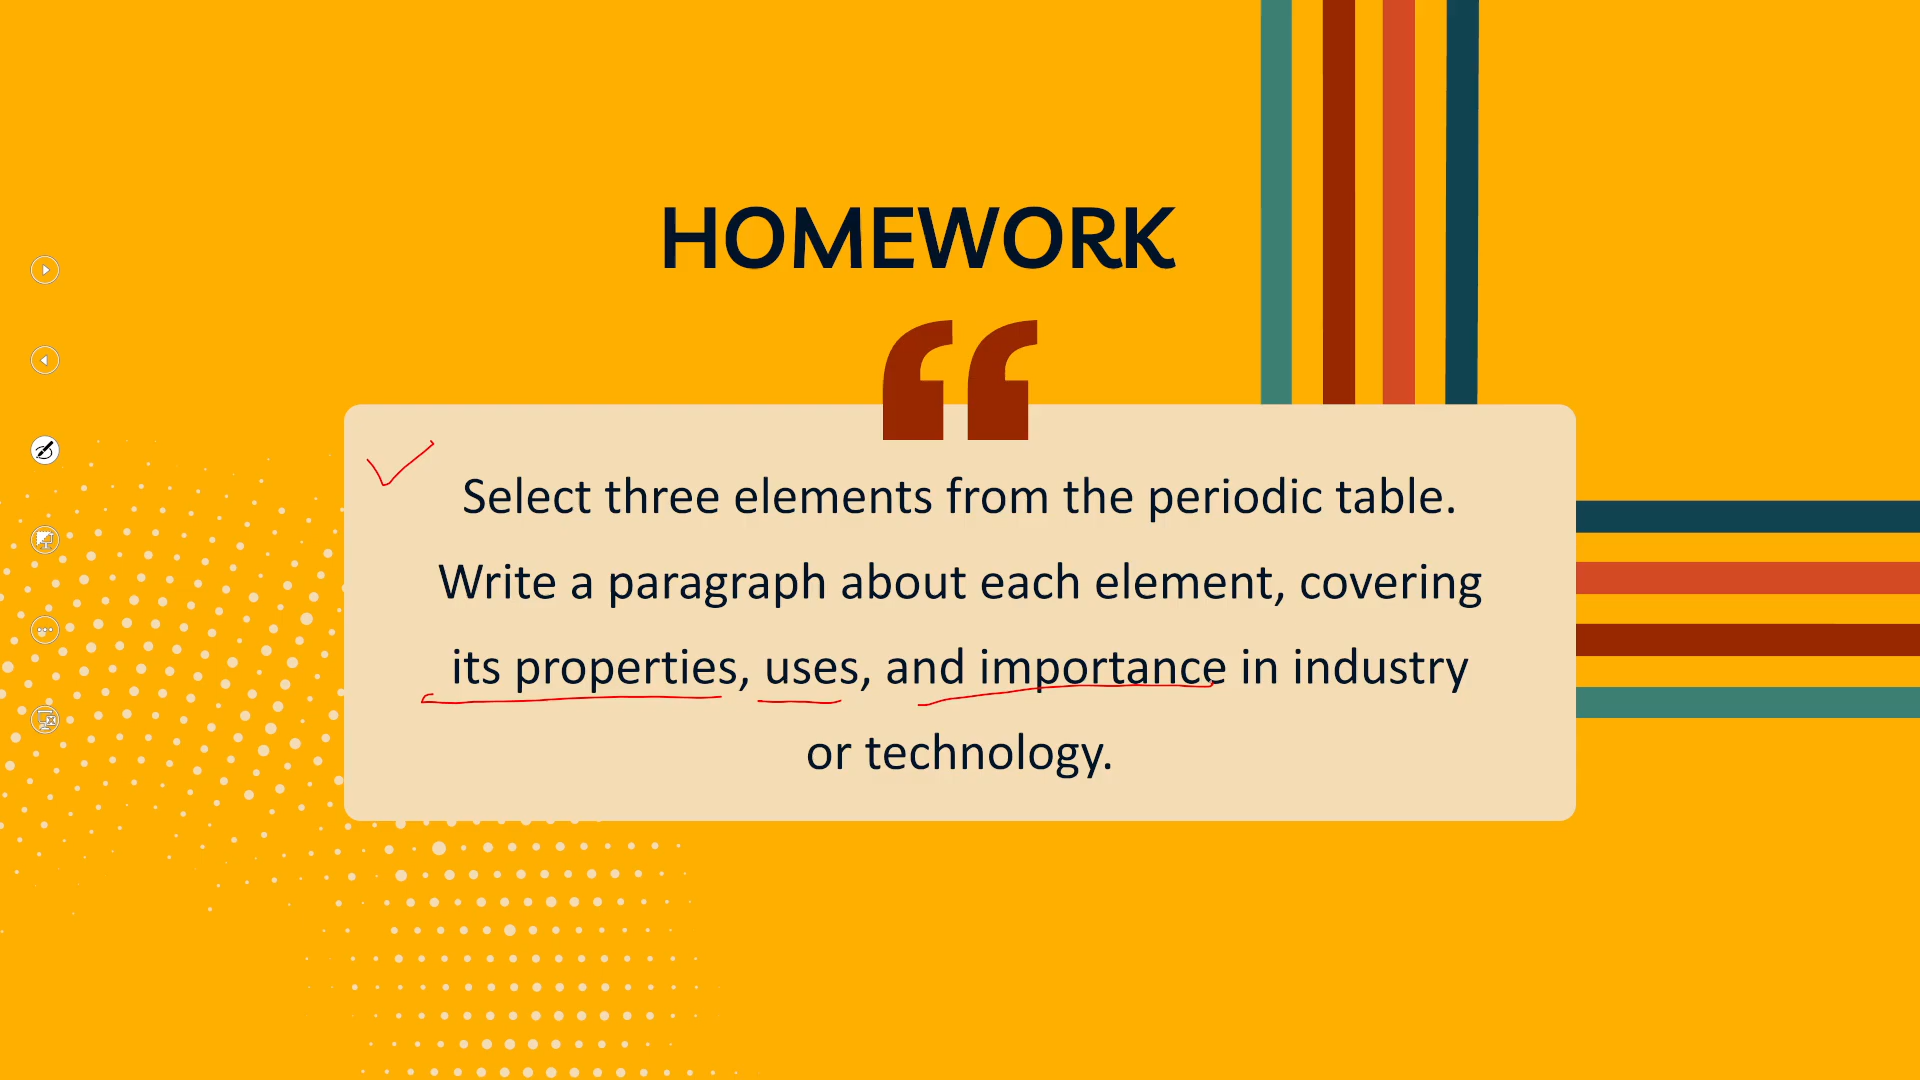 HOMEWORK
Select three elements from the periodic table.
Write a paragraph about each element, covering
its properties, uses, and importance in industry
or technology.